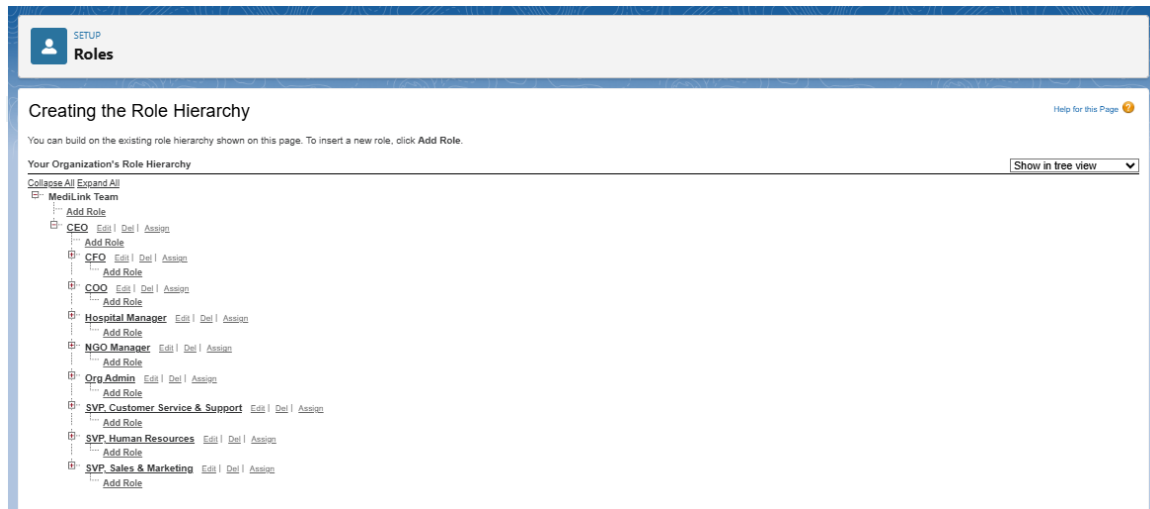 SETUP
Roles
Creating the Role Hierarchy
Help for this Page ?
You can build on the existing role hierarchy shown on this page. To insert a new role, click Add Role.
Your Organization's Role Hierarchy
Show in tree view
Collapse All Expand All
MediLink Team
Add Role
CEO Edit | Del | Assign
Add Role
CFO Edit | Del | Assign
Add Role
COO Edit | Del | Assign
Add Role
Hospital Manager Edit | Del | Assign
Add Role
NGO Manager Edit | Del | Assign
Add Role
Org Admin Edit | Del | Assign
Add Role
SVP, Customer Service & Support Edit | Del | Assign
Add Role
SVP, Human Resources Edit | Del | Assign
Add Role
SVP, Sales & Marketing Edit | Del | Assign
Add Role